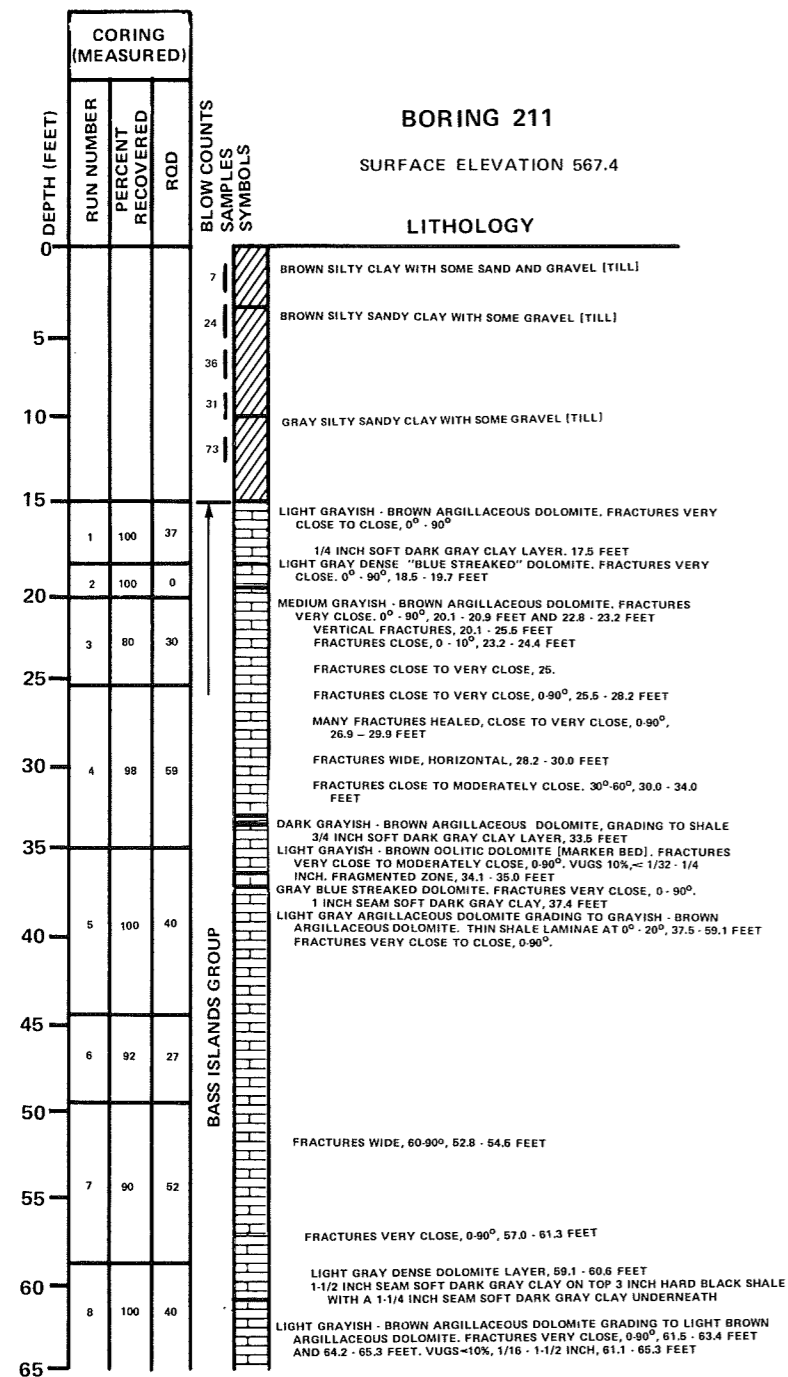 CORING
(MEASURED)
DEPTH (FEET)
RUN NUMBER
PERCENT
RECOVERED
RQD
BLOW COUNTS
SAMPLES
SYMBOLS
BORING 211
SURFACE ELEVATION 567.4
LITHOLOGY
0
7
BROWN SILTY CLAY WITH SOME SAND AND GRAVEL [TILL]
24
BROWN SILTY SANDY CLAY WITH SOME GRAVEL [TILL]
5
36
31
10
GRAY SILTY SANDY CLAY WITH SOME GRAVEL [TILL]
73
15
LIGHT GRAYISH - BROWN ARGILLACEOUS DOLOMITE. FRACTURES VERY
CLOSE TO CLOSE, 0° - 90°
1 100 37
1/4 INCH SOFT DARK GRAY CLAY LAYER. 17.5 FEET
LIGHT GRAY DENSE "BLUE STREAKED" DOLOMITE. FRACTURES VERY
CLOSE. 0° - 90°, 18.5 - 19.7 FEET
2 100 0
20
MEDIUM GRAYISH - BROWN ARGILLACEOUS DOLOMITE. FRACTURES
VERY CLOSE. 0° - 90°, 20.1 - 20.9 FEET AND 22.8 - 23.2 FEET
VERTICAL FRACTURES, 20.1 - 25.6 FEET
FRACTURES CLOSE, 0 - 10°, 23.2 - 24.4 FEET
3 80 30
FRACTURES CLOSE TO VERY CLOSE, 25.
25
FRACTURES CLOSE TO VERY CLOSE, 0-90°, 25.5 - 28.2 FEET
MANY FRACTURES HEALED, CLOSE TO VERY CLOSE, 0-90°,
26.9 – 29.9 FEET
FRACTURES WIDE, HORIZONTAL, 28.2 - 30.0 FEET
30
4 98 59
FRACTURES CLOSE TO MODERATELY CLOSE. 30°-60°, 30.0 - 34.0
FEET
DARK GRAYISH - BROWN ARGILLACEOUS DOLOMITE, GRADING TO SHALE
3/4 INCH SOFT DARK GRAY CLAY LAYER, 33.5 FEET
35
LIGHT GRAYISH - BROWN OOLITIC DOLOMITE [MARKER BED]. FRACTURES
VERY CLOSE TO MODERATELY CLOSE, 0-90°. VUGS 10%,< 1/32 - 1/4
INCH. FRAGMENTED ZONE, 34.1 - 35.0 FEET
GRAY BLUE STREAKED DOLOMITE. FRACTURES VERY CLOSE, 0 - 90°.
1 INCH SEAM SOFT DARK GRAY CLAY, 37.4 FEET
LIGHT GRAY ARGILLACEOUS DOLOMITE GRADING TO GRAYISH - BROWN
ARGILLACEOUS DOLOMITE. THIN SHALE LAMINAE AT 0° - 20°, 37.5 - 59.1 FEET
FRACTURES VERY CLOSE TO CLOSE, 0-90°.
5 100 40
40
BASS ISLANDS GROUP
45
6 92 27
50
FRACTURES WIDE, 60-90°, 52.8 - 54.6 FEET
7 90 52
55
FRACTURES VERY CLOSE, 0-90°, 57.0 - 61.3 FEET
LIGHT GRAY DENSE DOLOMITE LAYER, 59.1 - 60.6 FEET
60
1-1/2 INCH SEAM SOFT DARK GRAY CLAY ON TOP 3 INCH HARD BLACK SHALE
WITH A 1-1/4 INCH SEAM SOFT DARK GRAY CLAY UNDERNEATH
8 100 40
LIGHT GRAYISH - BROWN ARGILLACEOUS DOLOMITE GRADING TO LIGHT BROWN
ARGILLACEOUS DOLOMITE. FRACTURES VERY CLOSE, 0-90°, 61.5 - 63.4 FEET
AND 64.2 - 65.3 FEET. VUGS<10%, 1/16 - 1-1/2 INCH, 61.1 - 65.3 FEET
65